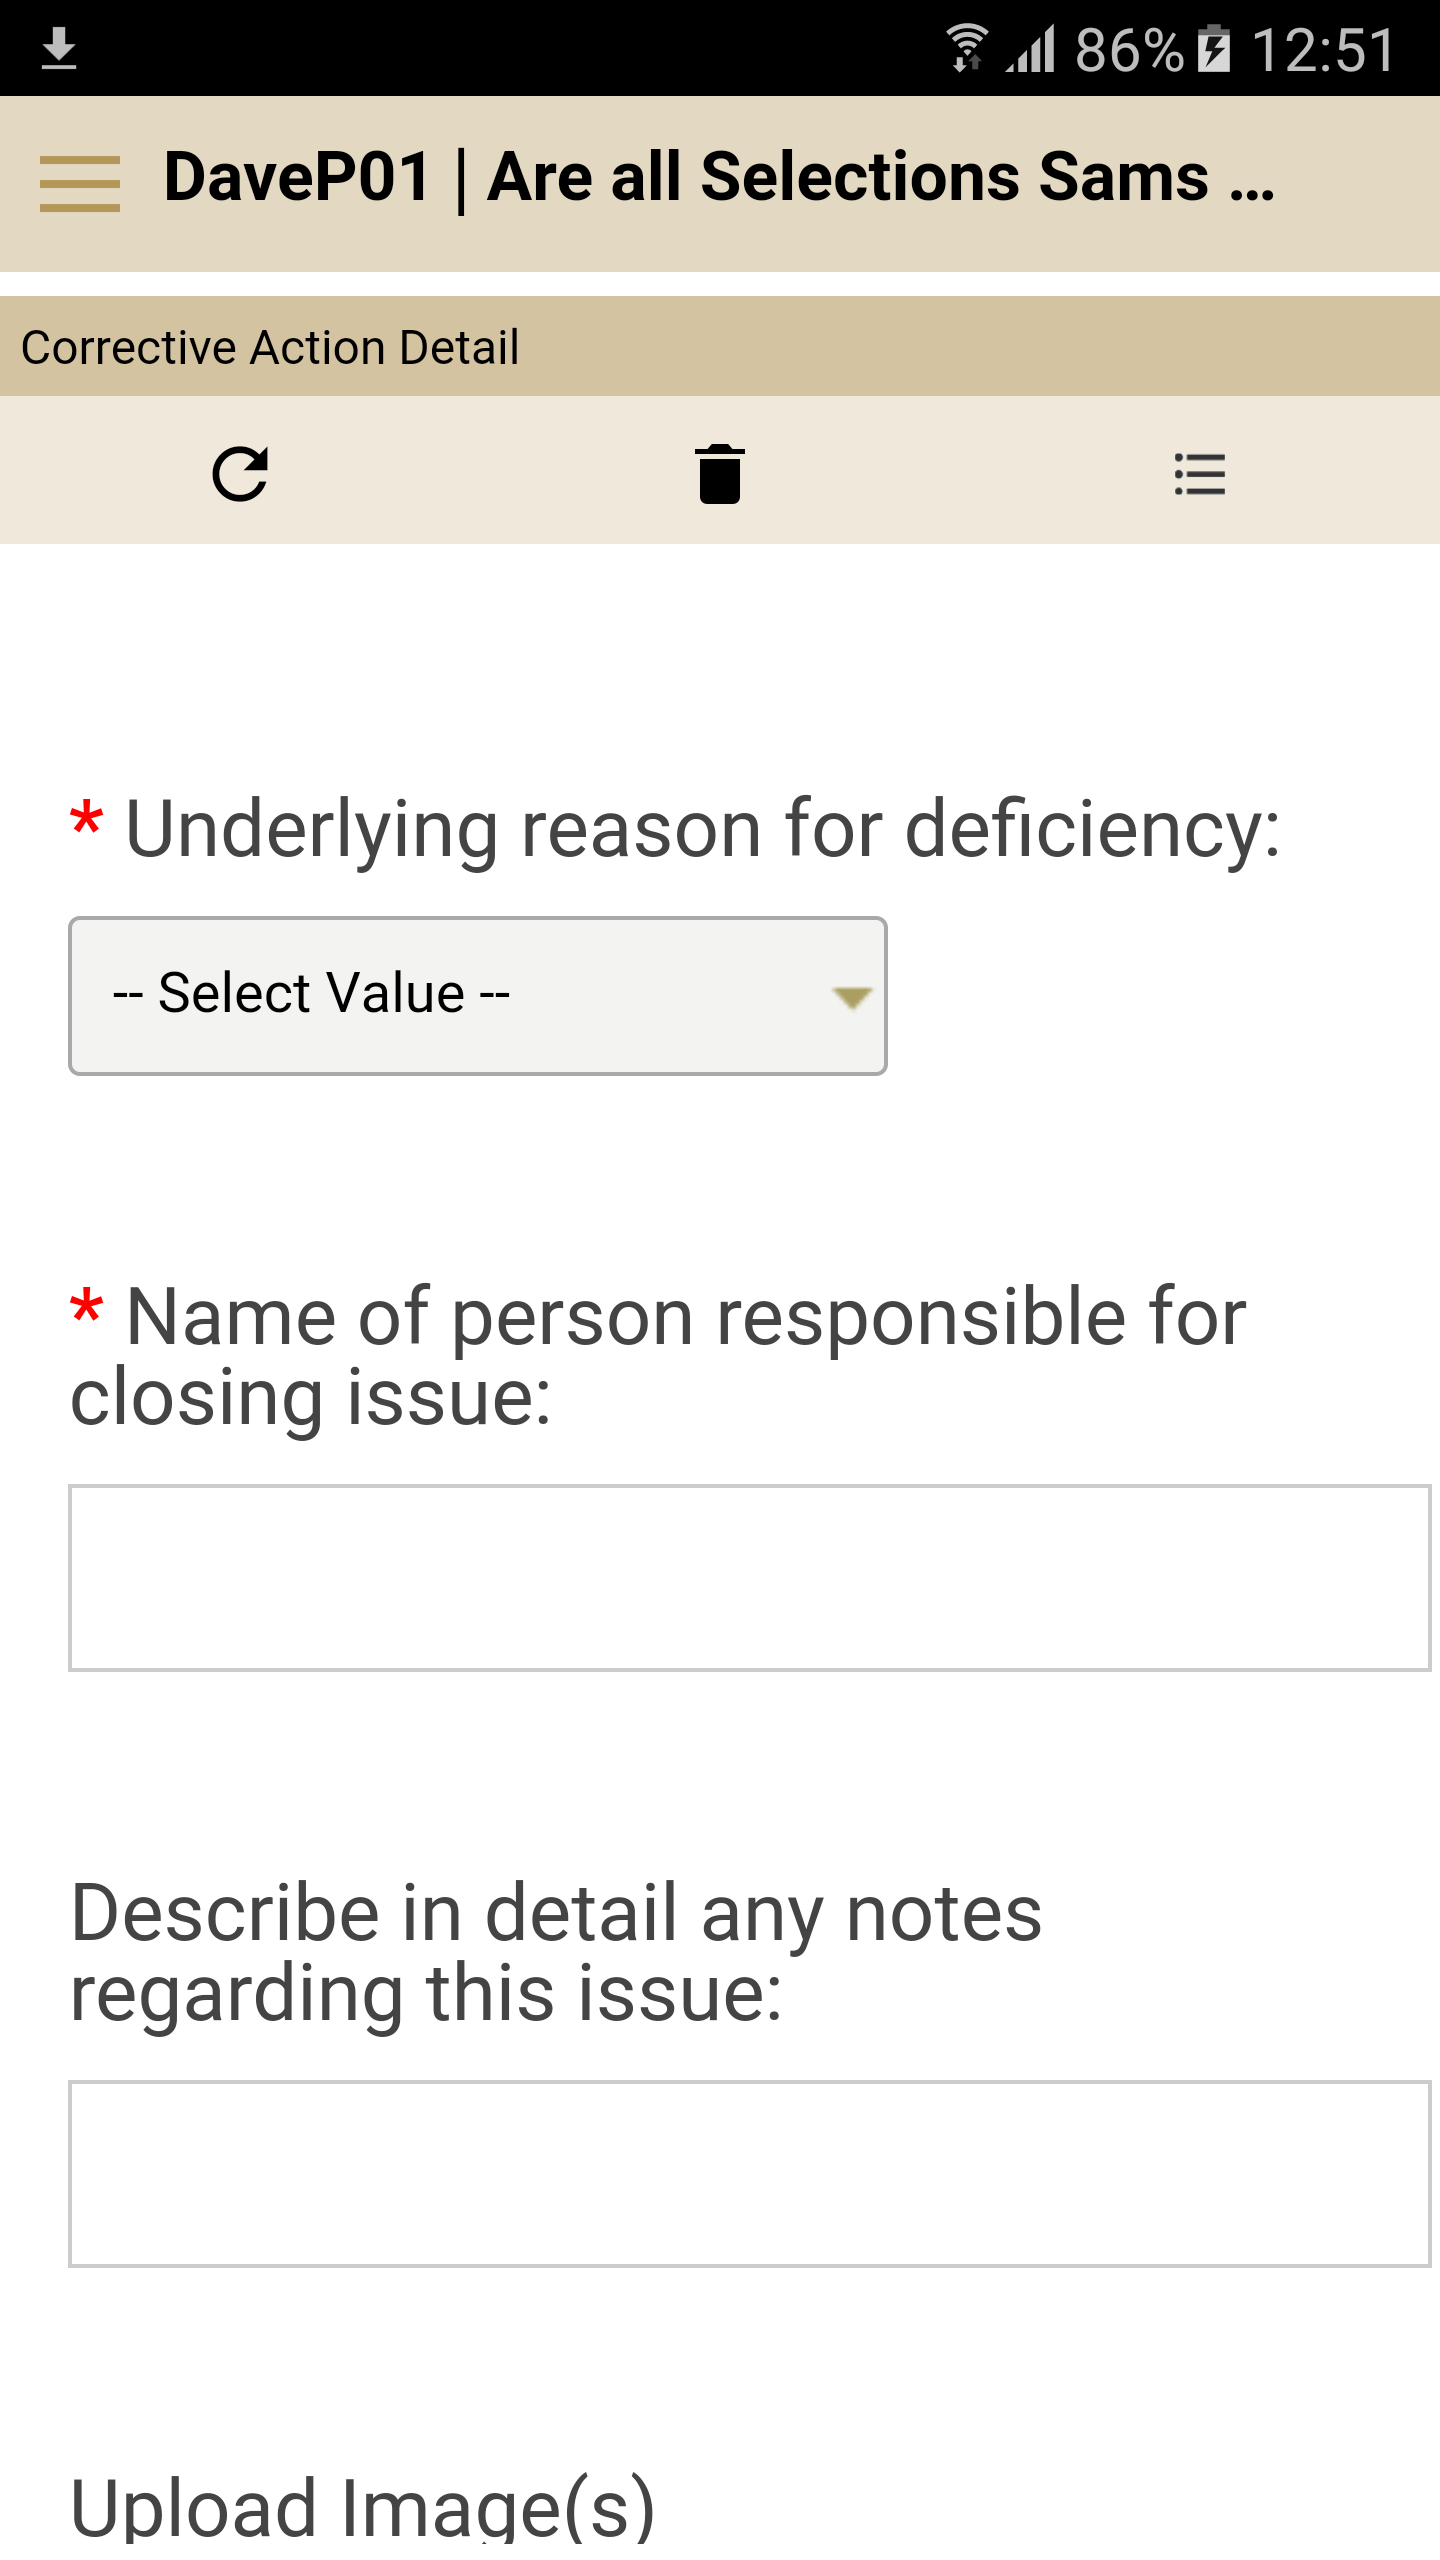 86% 12:51
DaveP01 | Are all Selections Sams ...
Corrective Action Detail
* Underlying reason for deficiency:
-- Select Value --
* Name of person responsible for
closing issue:
Describe in detail any notes
regarding this issue:
Upload Image(s)